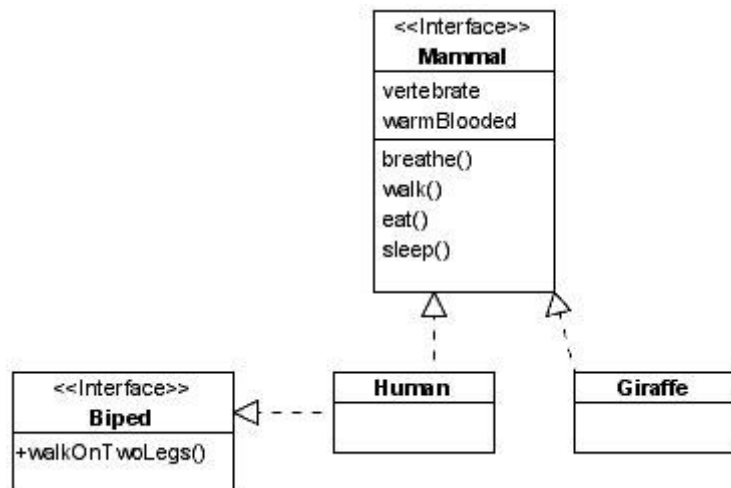 <<Interface>>
Mammal
vertebrate
warmBlooded
breathe()
walk()
eat()
sleep()
<<Interface>>
Biped
+walkOnTwoLegs()
Human
Giraffe